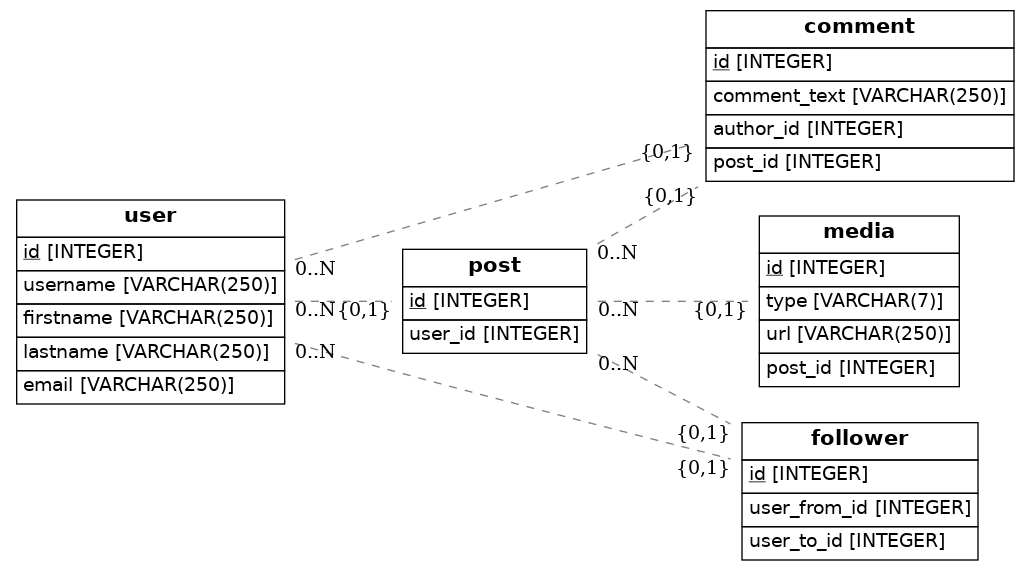 comment
id [INTEGER]
comment_text [VARCHAR(250)]
author_id [INTEGER]
post_id [INTEGER]
{0,1}
{0,1}
user
id [INTEGER]
username [VARCHAR(250)]
firstname [VARCHAR(250)]
lastname [VARCHAR(250)]
email [VARCHAR(250)]
0..N
0..N
0..N
{0,1}
post
id [INTEGER]
user_id [INTEGER]
0..N
0..N
0..N
{0,1}
media
id [INTEGER]
type [VARCHAR(7)]
url [VARCHAR(250)]
post_id [INTEGER]
{0,1}
{0,1}
follower
id [INTEGER]
user_from_id [INTEGER]
user_to_id [INTEGER]